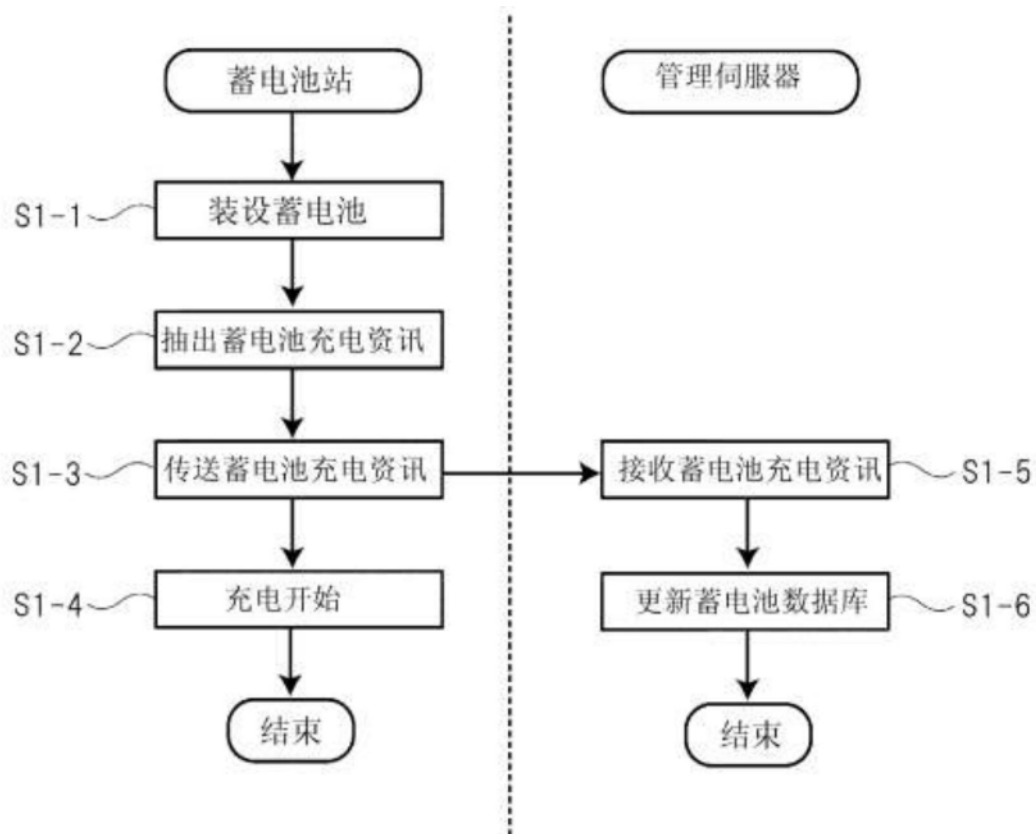 蓄电池站
管理伺服器
S1-1
装设蓄电池
S1-2
抽出蓄电池充电资讯
S1-3
传送蓄电池充电资讯
接收蓄电池充电资讯
S1-5
S1-4
充电开始
更新蓄电池数据库
S1-6
结束
结束